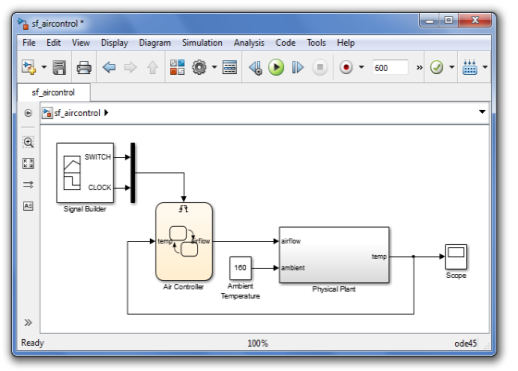 sf_aircontrol *
File Edit View Display Diagram Simulation Analysis Code Tools Help
600 »
sf_aircontrol
sf_aircontrol
SWITCH
CLOCK
Signal Builder
temp airflow
Air Controller
160
Ambient
Temperature
airflow
ambient
temp
Physical Plant
Scope
»
Ready 100% ode45